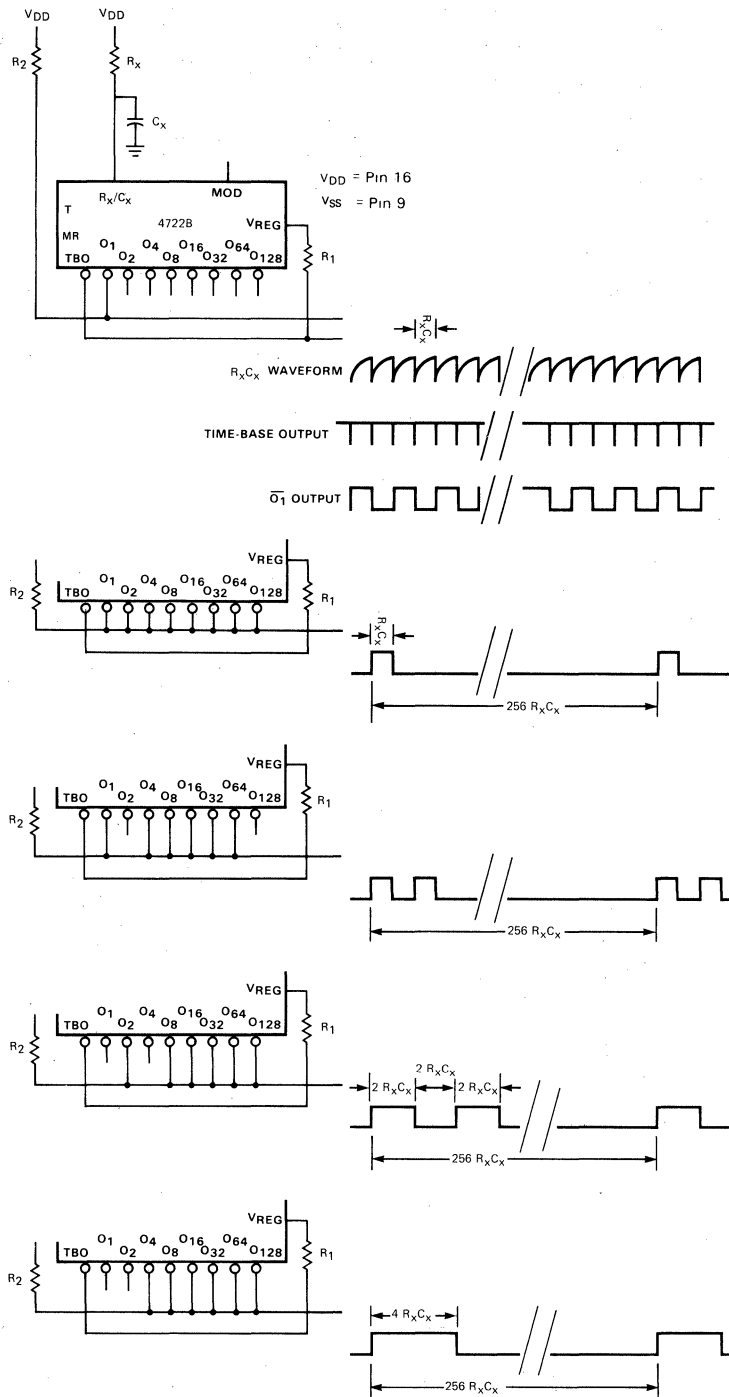 VDD VDD
R2 Rx
Cx
Rx/Cx MOD
VDD = Pin 16
VSS = Pin 9
T
4722B
VREG
MR
R1
TBO O1 O2 O4 O8 O16 O32 O64 O128
RxCx
RxCx WAVEFORM
TIME-BASE OUTPUT
O1 OUTPUT
VREG
R2 TBO O1 O2 O4 O8 O16 O32 O64 O128 R1
RxCx
256 RxCx
VREG
R2 TBO O1 O2 O4 O8 O16 O32 O64 O128 R1
256 RxCx
VREG
R2 TBO O1 O2 O4 O8 O16 O32 O64 O128 R1
2 RxCx
2 RxCx 2 RxCx
256 RxCx
VREG
R2 TBO O1 O2 O4 O8 O16 O32 O64 O128 R1
4 RxCx
256 RxCx